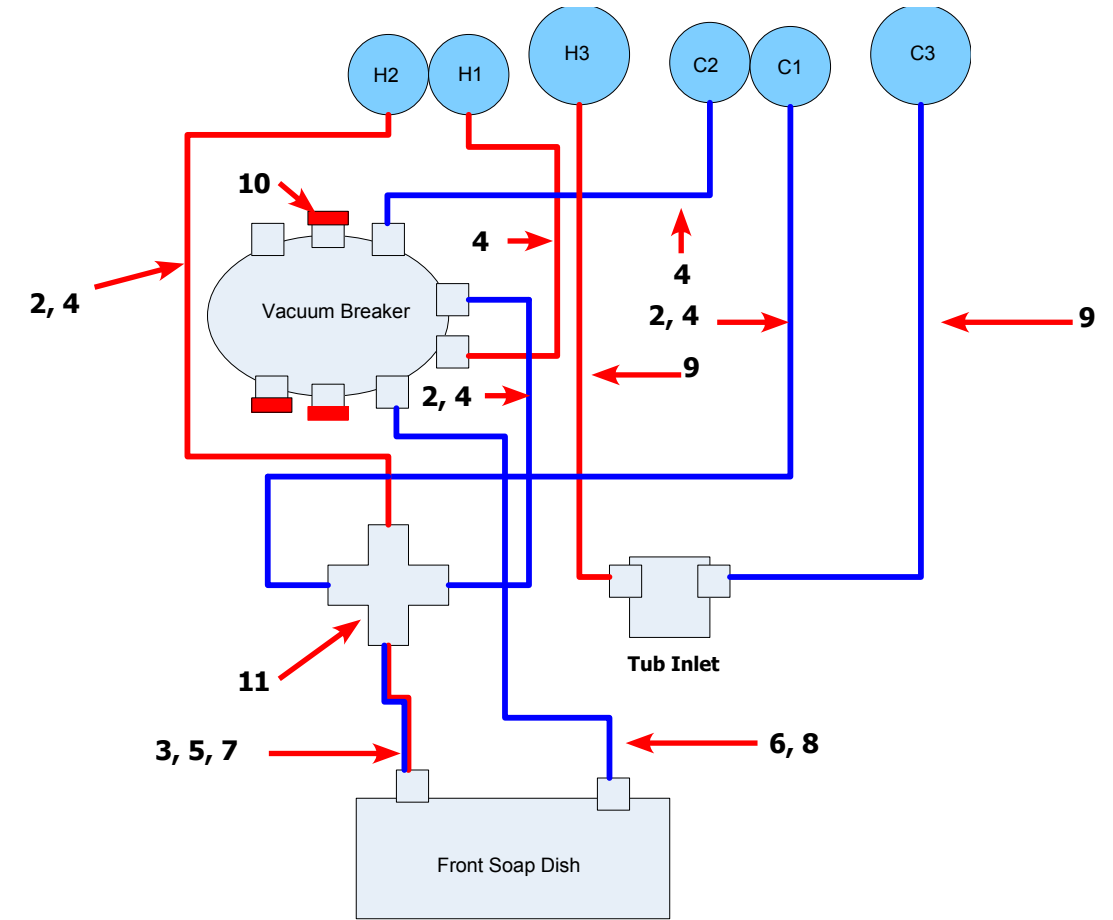 H2
H1
H3
C2
C1
C3
10
4
4
2, 4
2, 4
9
9
Vacuum Breaker
2, 4
11
Tub Inlet
3, 5, 7
6, 8
Front Soap Dish